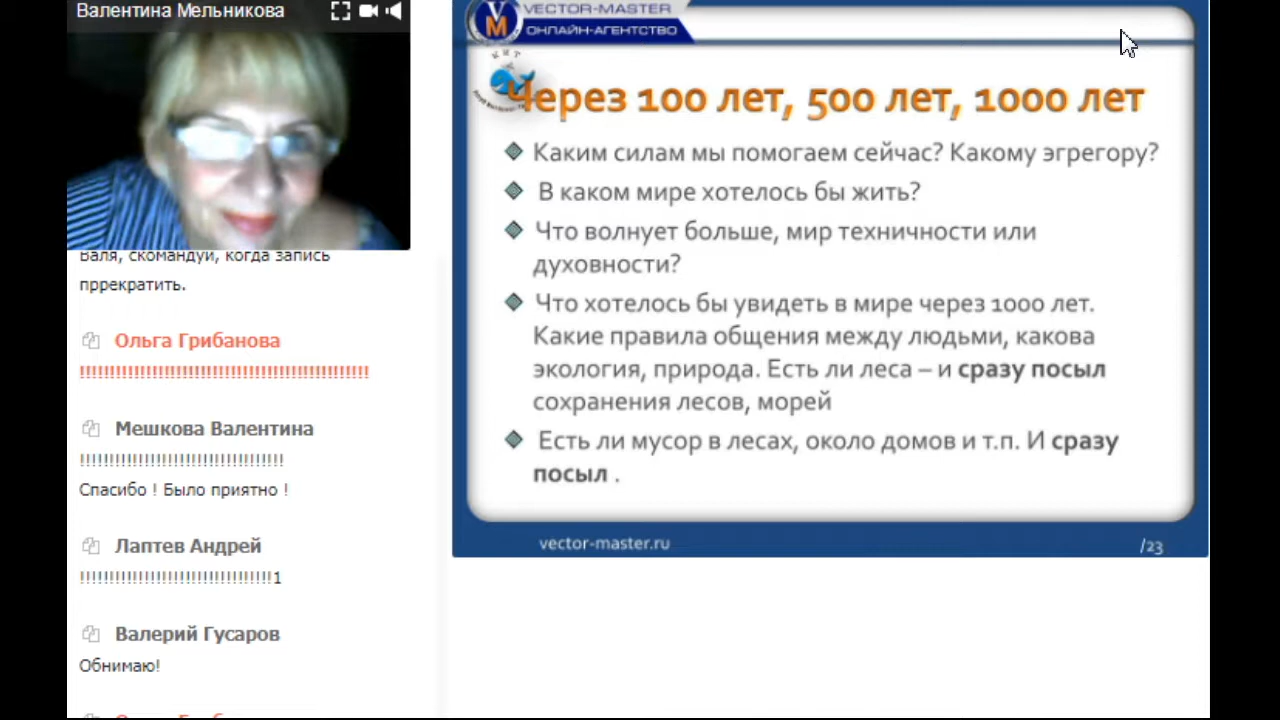 Валентина Мельникова
Валя, скомандуй, когда запись
пррекратить.
Ольга Грибанова
!!!!!!!!!!!!!!!!!!!!!!!!!!!!!!!!!!!!!!!!!!!!!!!!
Мешкова Валентина
!!!!!!!!!!!!!!!!!!!!!!!!!!!!!!!!!!
Спасибо ! Было приятно !
Лаптев Андрей
!!!!!!!!!!!!!!!!!!!!!!!!!!!!!!!!1
Валерий Гусаров
Обнимаю!
VM
VECTOR-MASTER
ОНЛАЙН-АГЕНТСТВО
КИТ
Через 100 лет, 500 лет, 1000 лет
Каким силам мы помогаем сейчас? Какому эгрегору?
В каком мире хотелось бы жить?
Что волнует больше, мир техничности или
духовности?
Что хотелось бы увидеть в мире через 1000 лет.
Какие правила общения между людьми, какова
экология, природа. Есть ли леса – и сразу посыл
сохранения лесов, морей
Есть ли мусор в лесах, около домов и т.п. И сразу
посыл .
vector-master.ru
/23